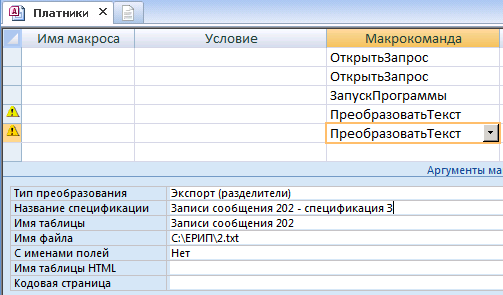 Платники
Имя макроса Условие Макрокоманда
ОткрытьЗапрос
ОткрытьЗапрос
ЗапускПрограммы
ПреобразоватьТекст
ПреобразоватьТекст
Аргументы ма
Тип преобразования Экспорт (разделители)
Название спецификации Записи сообщения 202 - спецификация 3
Имя таблицы Записи сообщения 202
Имя файла C:\ЕРИП\2.txt
С именами полей Нет
Имя таблицы HTML
Кодовая страница